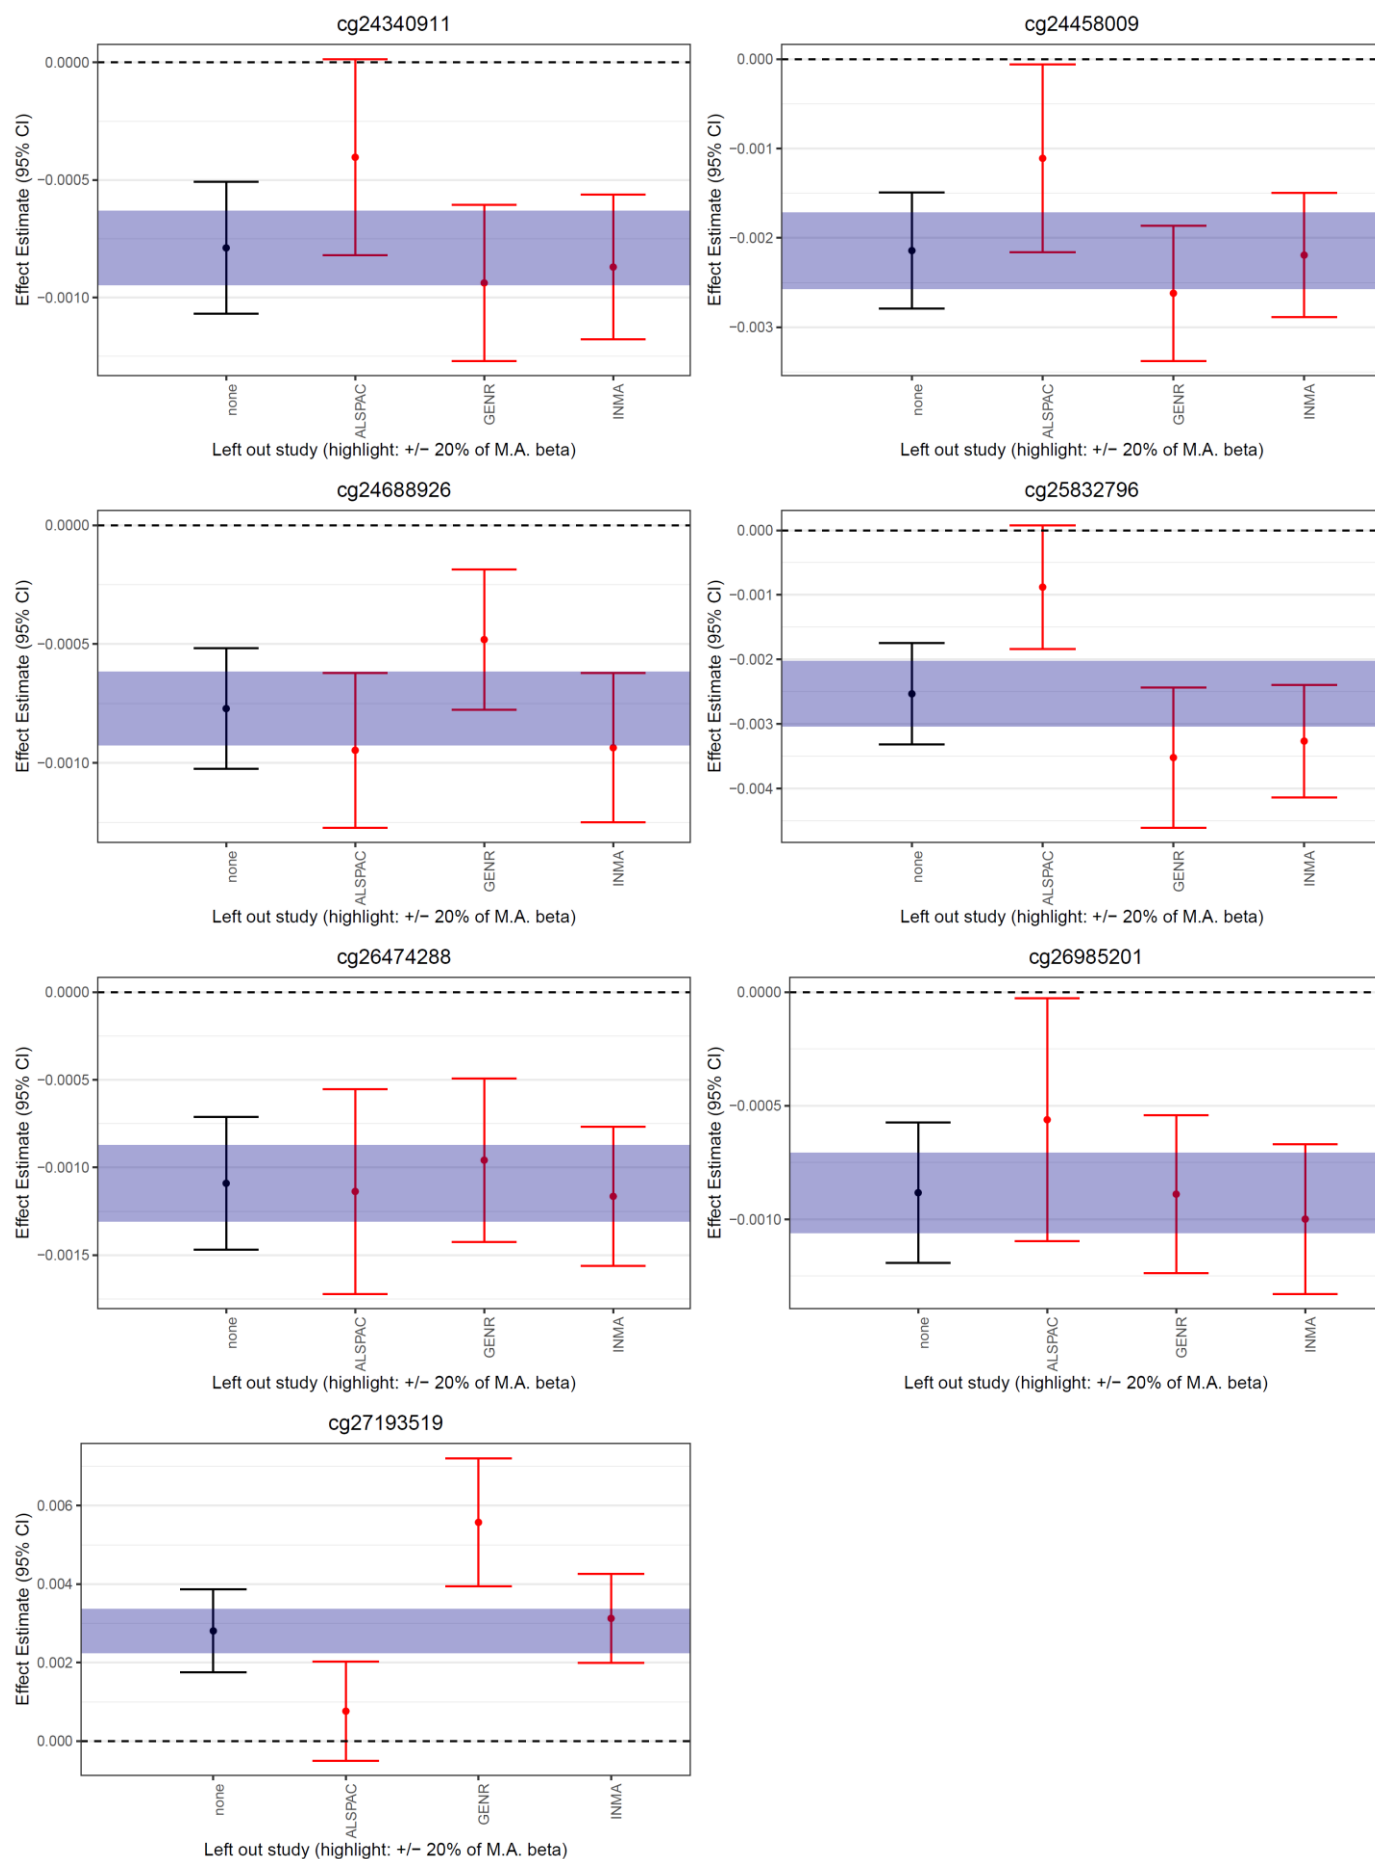 cg24340911
Effect Estimate (95% CI)
0.0000
−0.0005
−0.0010
none
ALSPAC
GENR
INMA
Left out study (highlight: +/− 20% of M.A. beta)
cg24458009
Effect Estimate (95% CI)
0.000
−0.001
−0.002
−0.003
none
ALSPAC
GENR
INMA
Left out study (highlight: +/− 20% of M.A. beta)
cg24688926
Effect Estimate (95% CI)
0.0000
−0.0005
−0.0010
none
ALSPAC
GENR
INMA
Left out study (highlight: +/− 20% of M.A. beta)
cg25832796
Effect Estimate (95% CI)
0.000
−0.001
−0.002
−0.003
−0.004
none
ALSPAC
GENR
INMA
Left out study (highlight: +/− 20% of M.A. beta)
cg26474288
Effect Estimate (95% CI)
0.0000
−0.0005
−0.0010
−0.0015
none
ALSPAC
GENR
INMA
Left out study (highlight: +/− 20% of M.A. beta)
cg26985201
Effect Estimate (95% CI)
0.0000
−0.0005
−0.0010
none
ALSPAC
GENR
INMA
Left out study (highlight: +/− 20% of M.A. beta)
cg27193519
Effect Estimate (95% CI)
0.006
0.004
0.002
0.000
none
ALSPAC
GENR
INMA
Left out study (highlight: +/− 20% of M.A. beta)